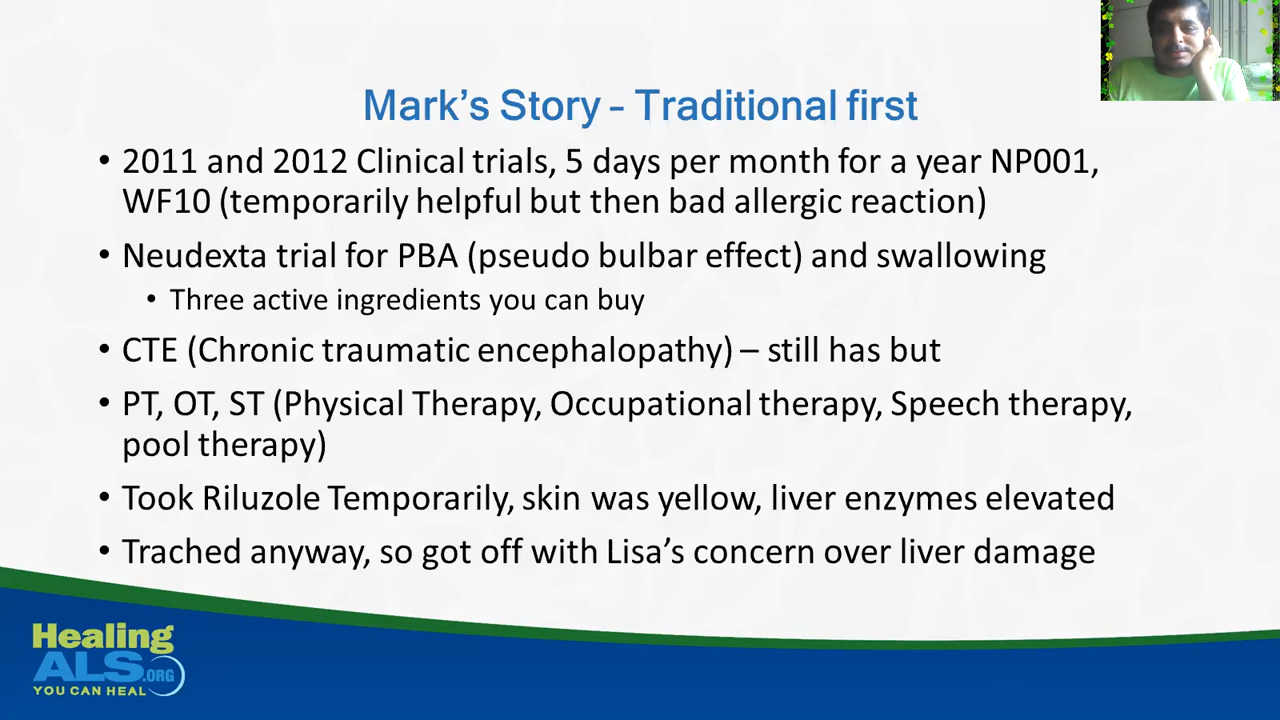 Mark's Story – Traditional first
• 2011 and 2012 Clinical trials, 5 days per month for a year NP001,
WF10 (temporarily helpful but then bad allergic reaction)
• Neudexta trial for PBA (pseudo bulbar effect) and swallowing
• Three active ingredients you can buy
• CTE (Chronic traumatic encephalopathy) – still has but
• PT, OT, ST (Physical Therapy, Occupational therapy, Speech therapy,
pool therapy)
• Took Riluzole Temporarily, skin was yellow, liver enzymes elevated
• Trached anyway, so got off with Lisa's concern over liver damage
Healing
ALS.ORG
YOU CAN HEAL